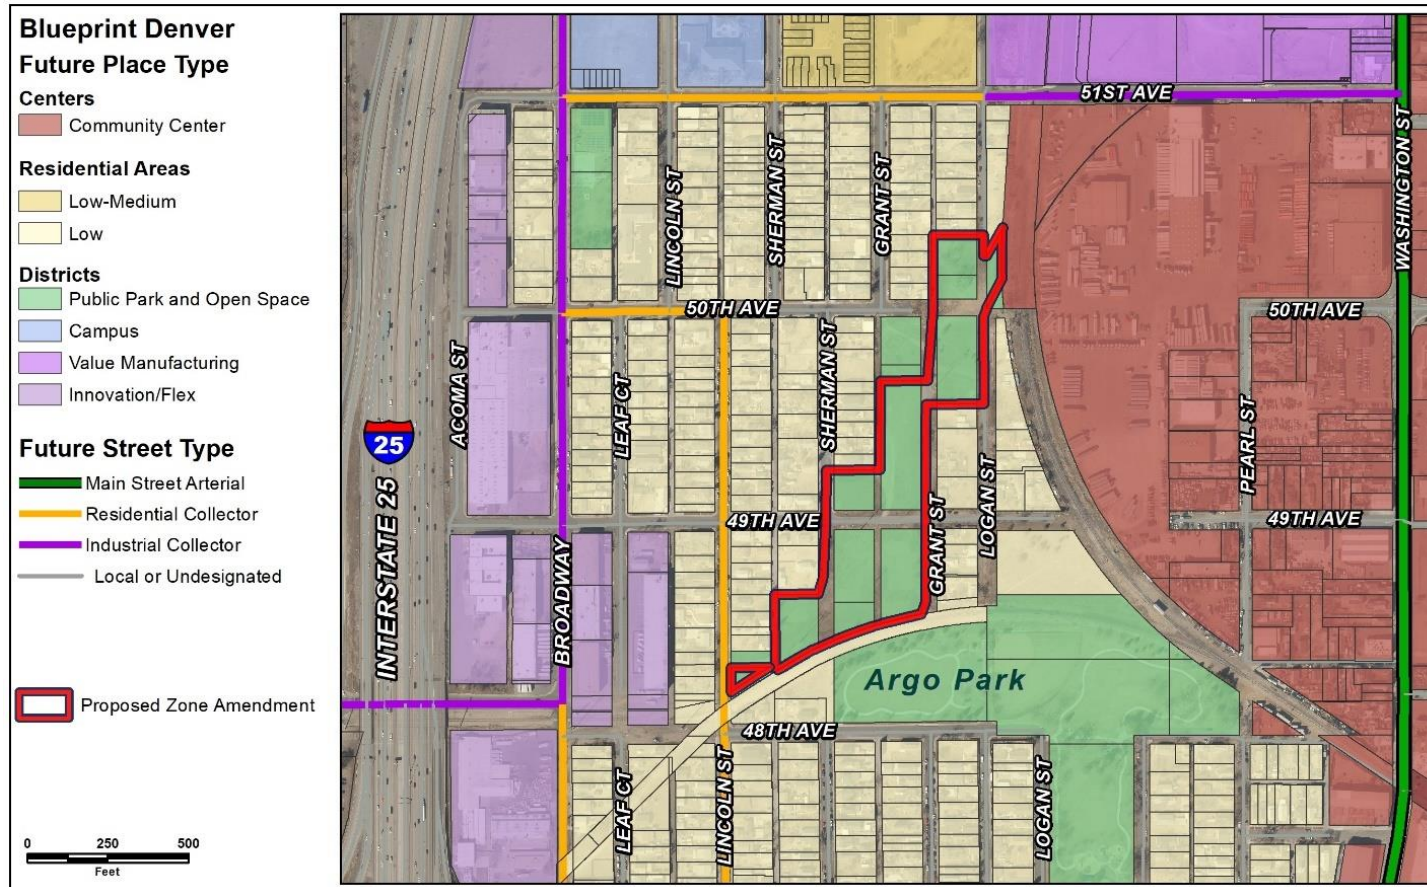 Blueprint Denver
Future Place Type
Centers
Community Center
Residential Areas
Low-Medium
Low
Districts
Public Park and Open Space
Campus
Value Manufacturing
Innovation/Flex
Future Street Type
Main Street Arterial
Residential Collector
Industrial Collector
Local or Undesignated
Proposed Zone Amendment
0 250 500
Feet
51ST AVE
WASHINGTON ST
LINCOLN ST
SHERMAN ST
GRANT ST
50TH AVE
50TH AVE
ACOMA ST
LEAF CT
SHERMAN ST
PEARL ST
25
INTERSTATE 25
LOGAN ST
49TH AVE
49TH AVE
BROADWAY
GRANT ST
Argo Park
48TH AVE
LEAF CT
LINCOLN ST
LOGAN ST